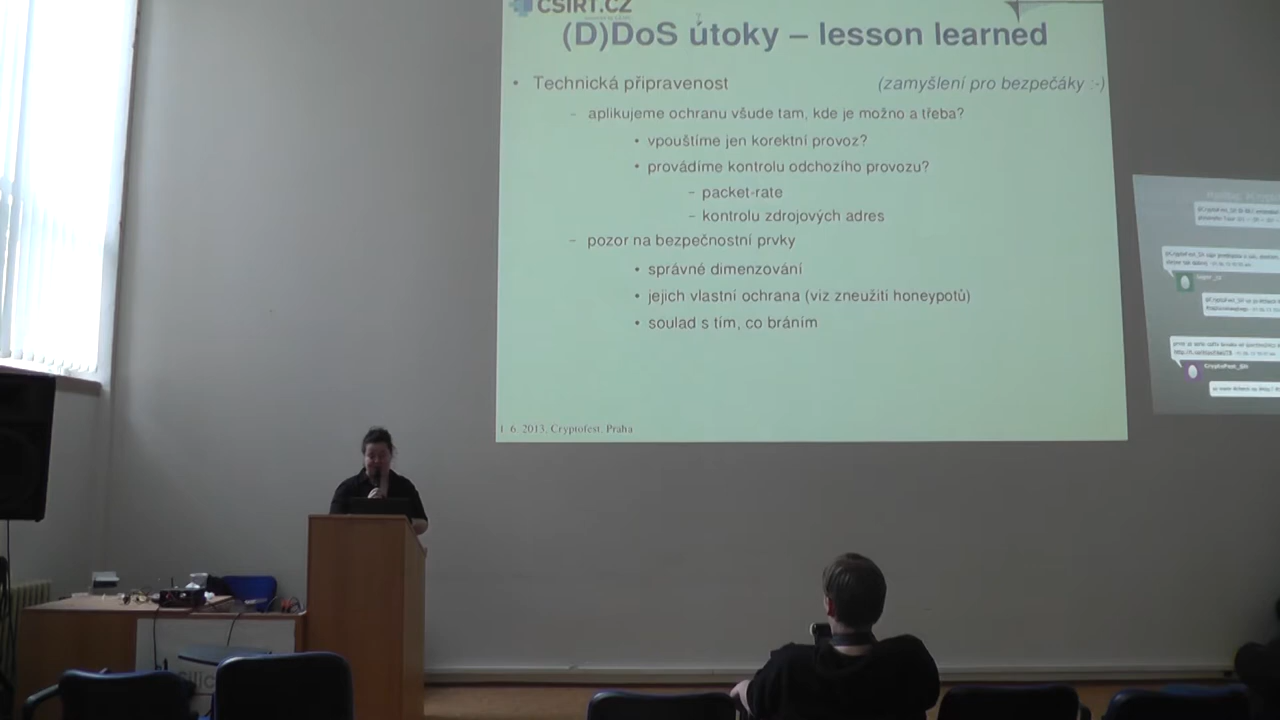 CSIRT.CZ
(D)DoS útoky – lesson learned
• Technická připravenost (zamyšlení pro bezpečáky :-)
– aplikujeme ochranu všude tam, kde je možno a třeba?
• vpouštíme jen korektní provoz?
• provádíme kontrolu odchozího provozu?
– packet-rate
– kontrolu zdrojových adres
– pozor na bezpečnostní prvky
• správné dimenzování
• jejich vlastní ochrana (viz zneužití honeypotů)
• soulad s tím, co bráním
1. 6. 2013, Cryptofest, Praha